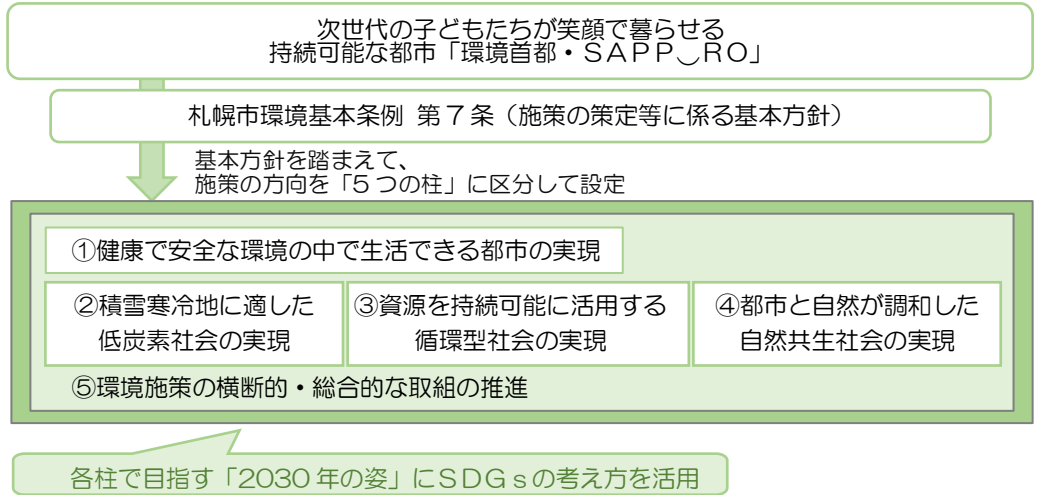 次世代の子どもたちが笑顔で暮らせる
持続可能な都市「環境首都・ＳＡＰＰ‿ＲＯ」
札幌市環境基本条例 第７条（施策の策定等に係る基本方針）
基本方針を踏まえて、
施策の方向を「５つの柱」に区分して設定
①健康で安全な環境の中で生活できる都市の実現
②積雪寒冷地に適した
低炭素社会の実現
③資源を持続可能に活用する
循環型社会の実現
④都市と自然が調和した
自然共生社会の実現
⑤環境施策の横断的・総合的な取組の推進
各柱で目指す「2030 年の姿」にＳＤＧｓの考え方を活用